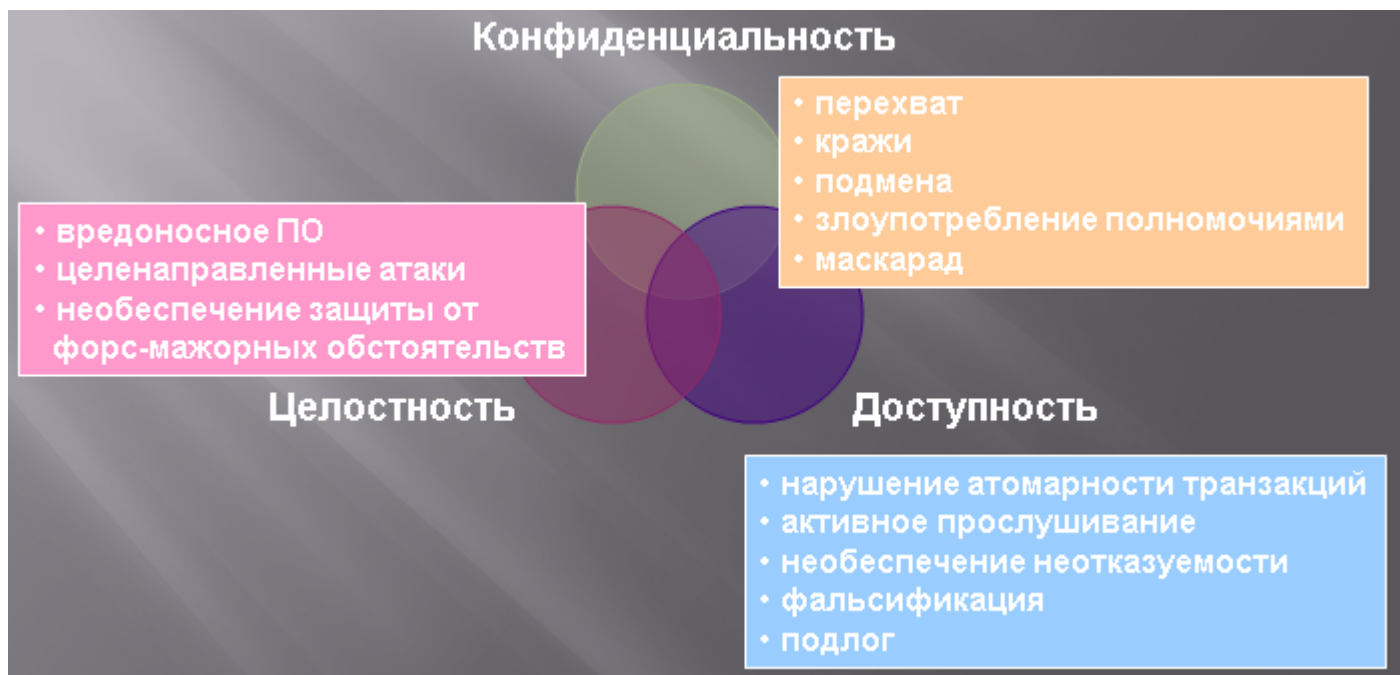 Конфиденциальность
• перехват
• кражи
• подмена
• злоупотребление полномочиями
• маскарад
• вредоносное ПО
• целенаправленные атаки
• необеспечение защиты от
форс-мажорных обстоятельств
Целостность
Доступность
• нарушение атомарности транзакций
• активное прослушивание
• необеспечение неотказуемости
• фальсификация
• подлог